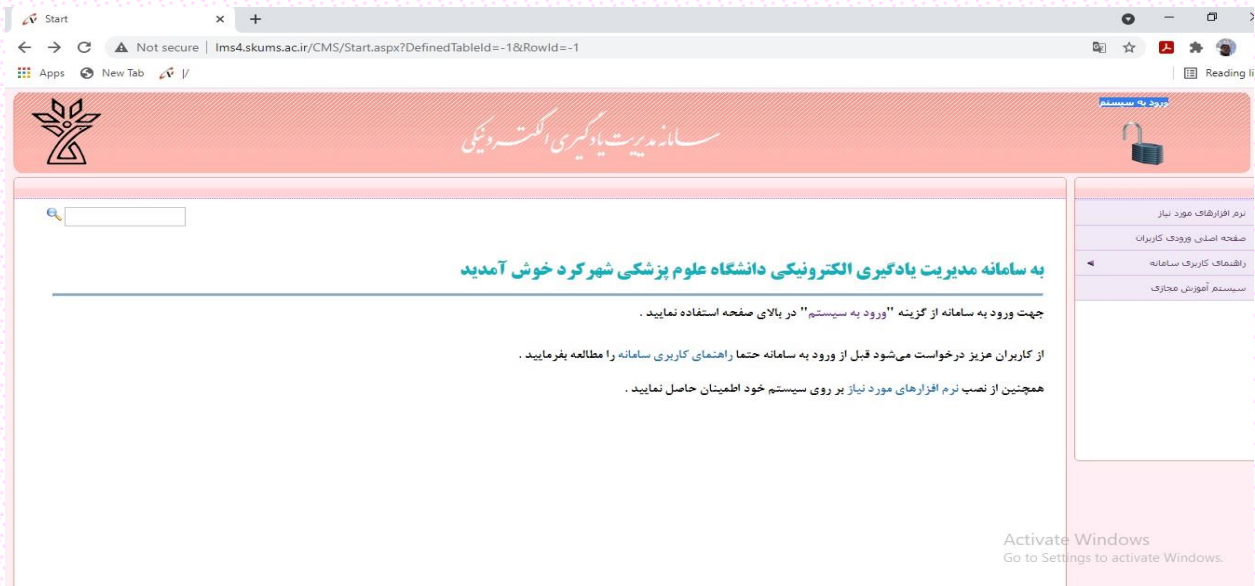 Start
Not secure | lms4.skums.ac.ir/CMS/Start.aspx?DefinedTableId=-1&RowId=-1
Apps New Tab |/ Reading li
ورود به سیستم
سامانه مدیریت یادگیری الکترونیکی
نرم افزارهای مورد نیاز
صفحه اصلی ورودی کاربران
راهنمای کاربری سامانه
سیستم آموزش مجازی
به سامانه مدیریت یادگیری الکترونیکی دانشگاه علوم پزشکی شهرکرد خوش آمدید
جهت ورود به سامانه از گزینه "ورود به سیستم" در بالای صفحه استفاده نمایید .
از کاربران عزیز درخواست می‌شود قبل از ورود به سامانه حتما راهنمای کاربری سامانه را مطالعه بفرمایید .
همچنین از نصب نرم افزارهای مورد نیاز بر روی سیستم خود اطمینان حاصل نمایید .
Activate Windows
Go to Settings to activate Windows.